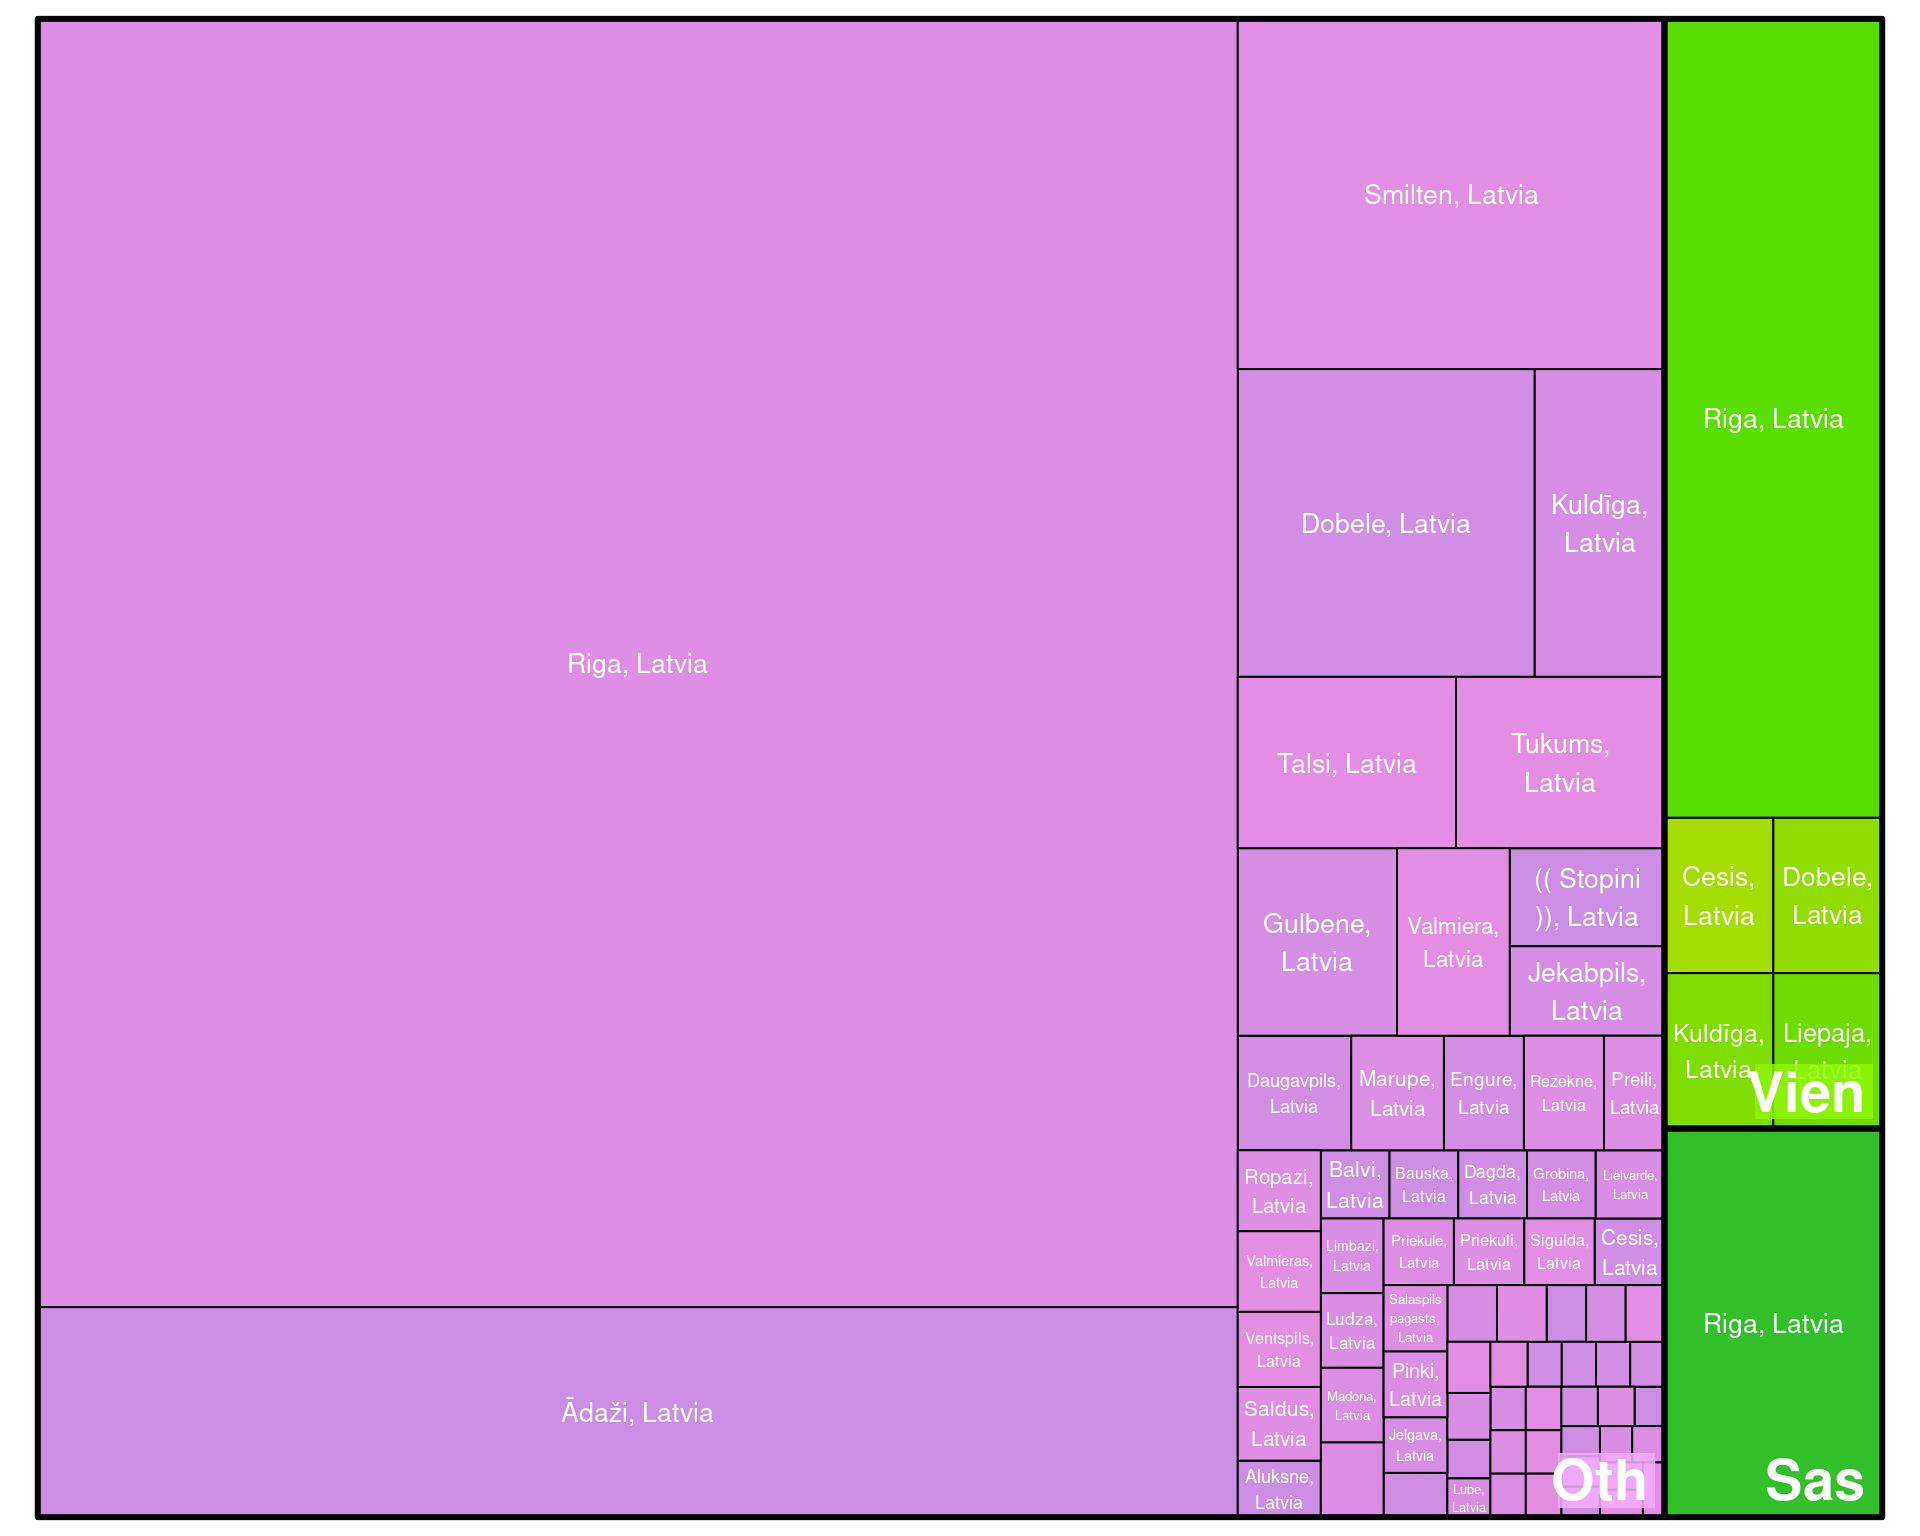 Riga, Latvia
Ādaži, Latvia
Smilten, Latvia
Dobele, Latvia
Kuldīga,
Latvia
Talsi, Latvia
Tukums,
Latvia
Gulbene,
Latvia
Valmiera,
Latvia
(( Stopini
)), Latvia
Jekabpils,
Latvia
Daugavpils,
Latvia
Marupe,
Latvia
Engure,
Latvia
Rezekne,
Latvia
Preili,
Latvia
Ropazi,
Latvia
Valmieras,
Latvia
Ventspils,
Latvia
Saldus,
Latvia
Aluksne,
Latvia
Balvi,
Latvia
Bauska,
Latvia
Dagda,
Latvia
Grobina,
Latvia
Lielvarde,
Latvia
Limbazi,
Latvia
Ludza,
Latvia
Madona,
Latvia
Priekule,
Latvia
Priekuli,
Latvia
Sigulda,
Latvia
Cesis,
Latvia
Salaspils
pagasts,
Latvia
Pinki,
Latvia
Jelgava,
Latvia
Lube,
Latvia
Oth
Riga, Latvia
Cesis,
Latvia
Dobele,
Latvia
Kuldīga,
Latvia
Liepaja,
Latvia
Vien
Riga, Latvia
Sas